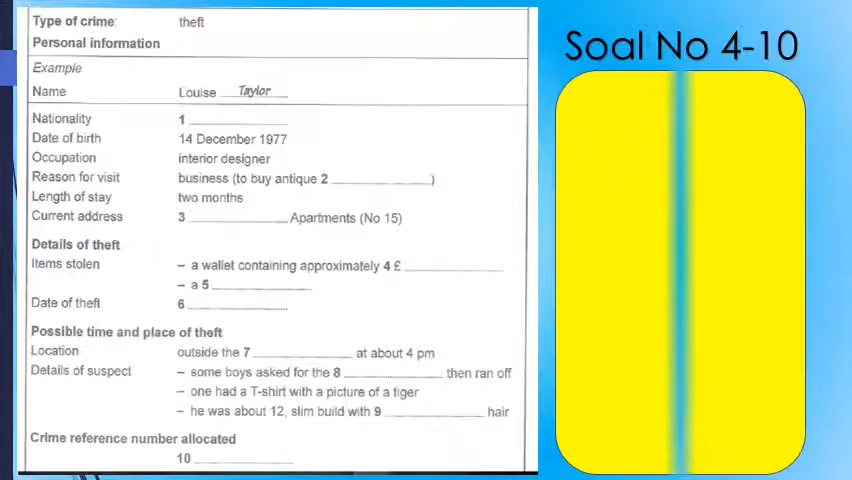 Type of crime: theft
Personal information
Example
Name Louise Taylor
Nationality 1
Date of birth 14 December 1977
Occupation interior designer
Reason for visit business (to buy antique 2 )
Length of stay two months
Current address 3 Apartments (No 15)
Details of theft
Items stolen – a wallet containing approximately 4 £
– a 5
Date of theft 6
Possible time and place of theft
Location outside the 7 at about 4 pm
Details of suspect – some boys asked for the 8 then ran off
– one had a T-shirt with a picture of a tiger
– he was about 12, slim build with 9 hair
Crime reference number allocated
10
Soal No 4-10